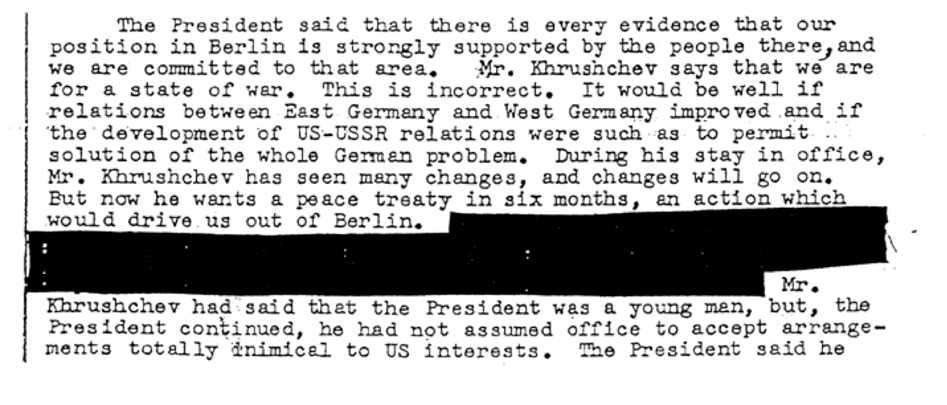 The President said that there is every evidence that our
position in Berlin is strongly supported by the people there, and
we are committed to that area. Mr. Khrushchev says that we are
for a state of war. This is incorrect. It would be well if
relations between East Germany and West Germany improved and if
the development of US-USSR relations were such as to permit
solution of the whole German problem. During his stay in office,
Mr. Khrushchev has seen many changes, and changes will go on.
But now he wants a peace treaty in six months, an action which
would drive us out of Berlin.
Mr.
Khrushchev had said that the President was a young man, but, the
President continued, he had not assumed office to accept arrange-
ments totally inimical to US interests. The President said he